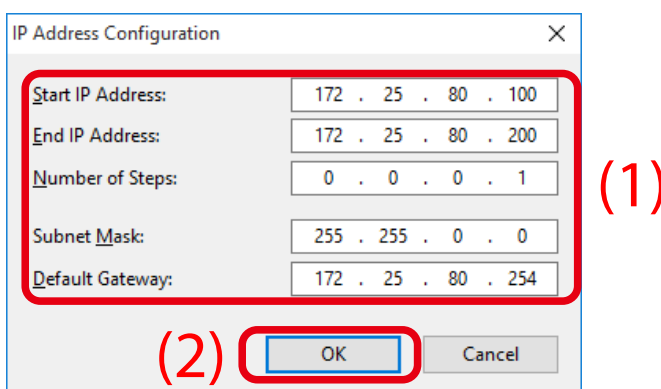 IP Address Configuration
Start IP Address: 172 . 25 . 80 . 100
End IP Address: 172 . 25 . 80 . 200
Number of Steps: 0 . 0 . 0 . 1
(1)
Subnet Mask: 255 . 255 . 0 . 0
Default Gateway: 172 . 25 . 80 . 254
(2) OK Cancel